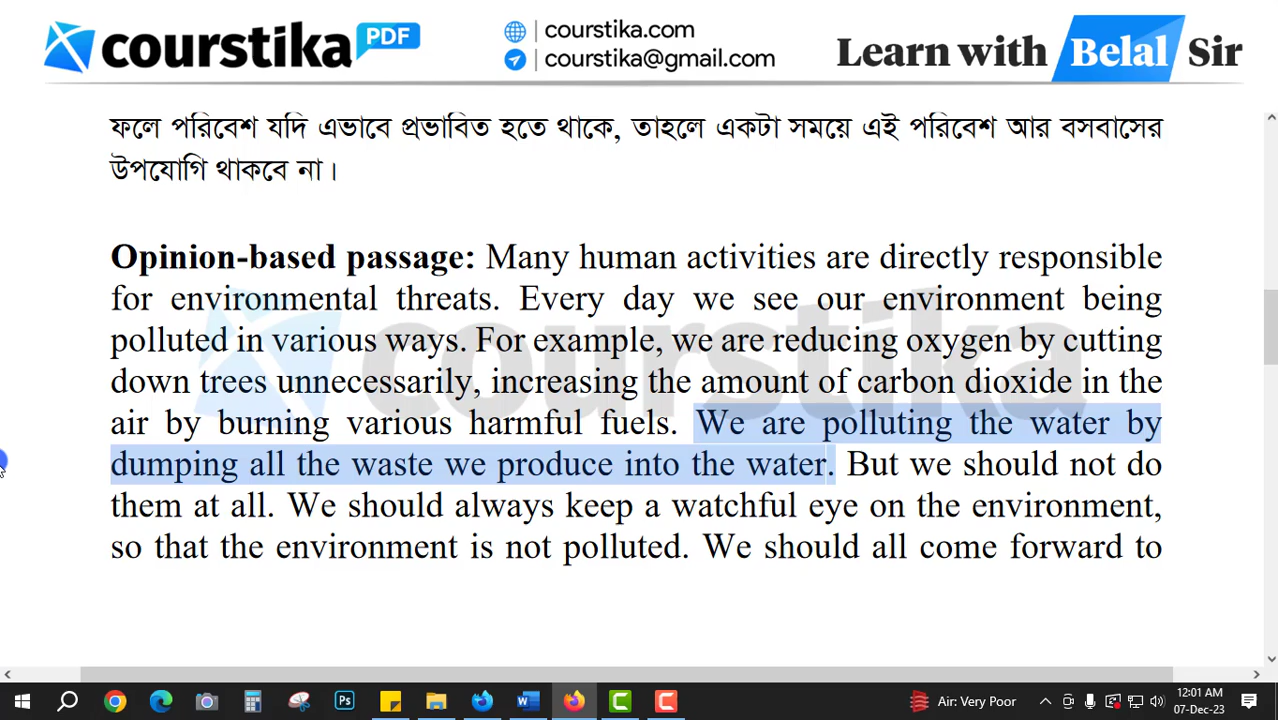 courstika PDF
courstika.com
courstika@gmail.com
Learn with Belal Sir
ফলে পরিবেশ যদি এভাবে প্রভাবিত হতে থাকে, তাহলে একটা সময়ে এই পরিবেশ আর বসবাসের
উপযোগি থাকবে না।
Opinion-based passage: Many human activities are directly responsible
for environmental threats. Every day we see our environment being
polluted in various ways. For example, we are reducing oxygen by cutting
down trees unnecessarily, increasing the amount of carbon dioxide in the
air by burning various harmful fuels. We are polluting the water by
dumping all the waste we produce into the water. But we should not do
them at all. We should always keep a watchful eye on the environment,
so that the environment is not polluted. We should all come forward to
courstika
Air: Very Poor
12:01 AM
07-Dec-23